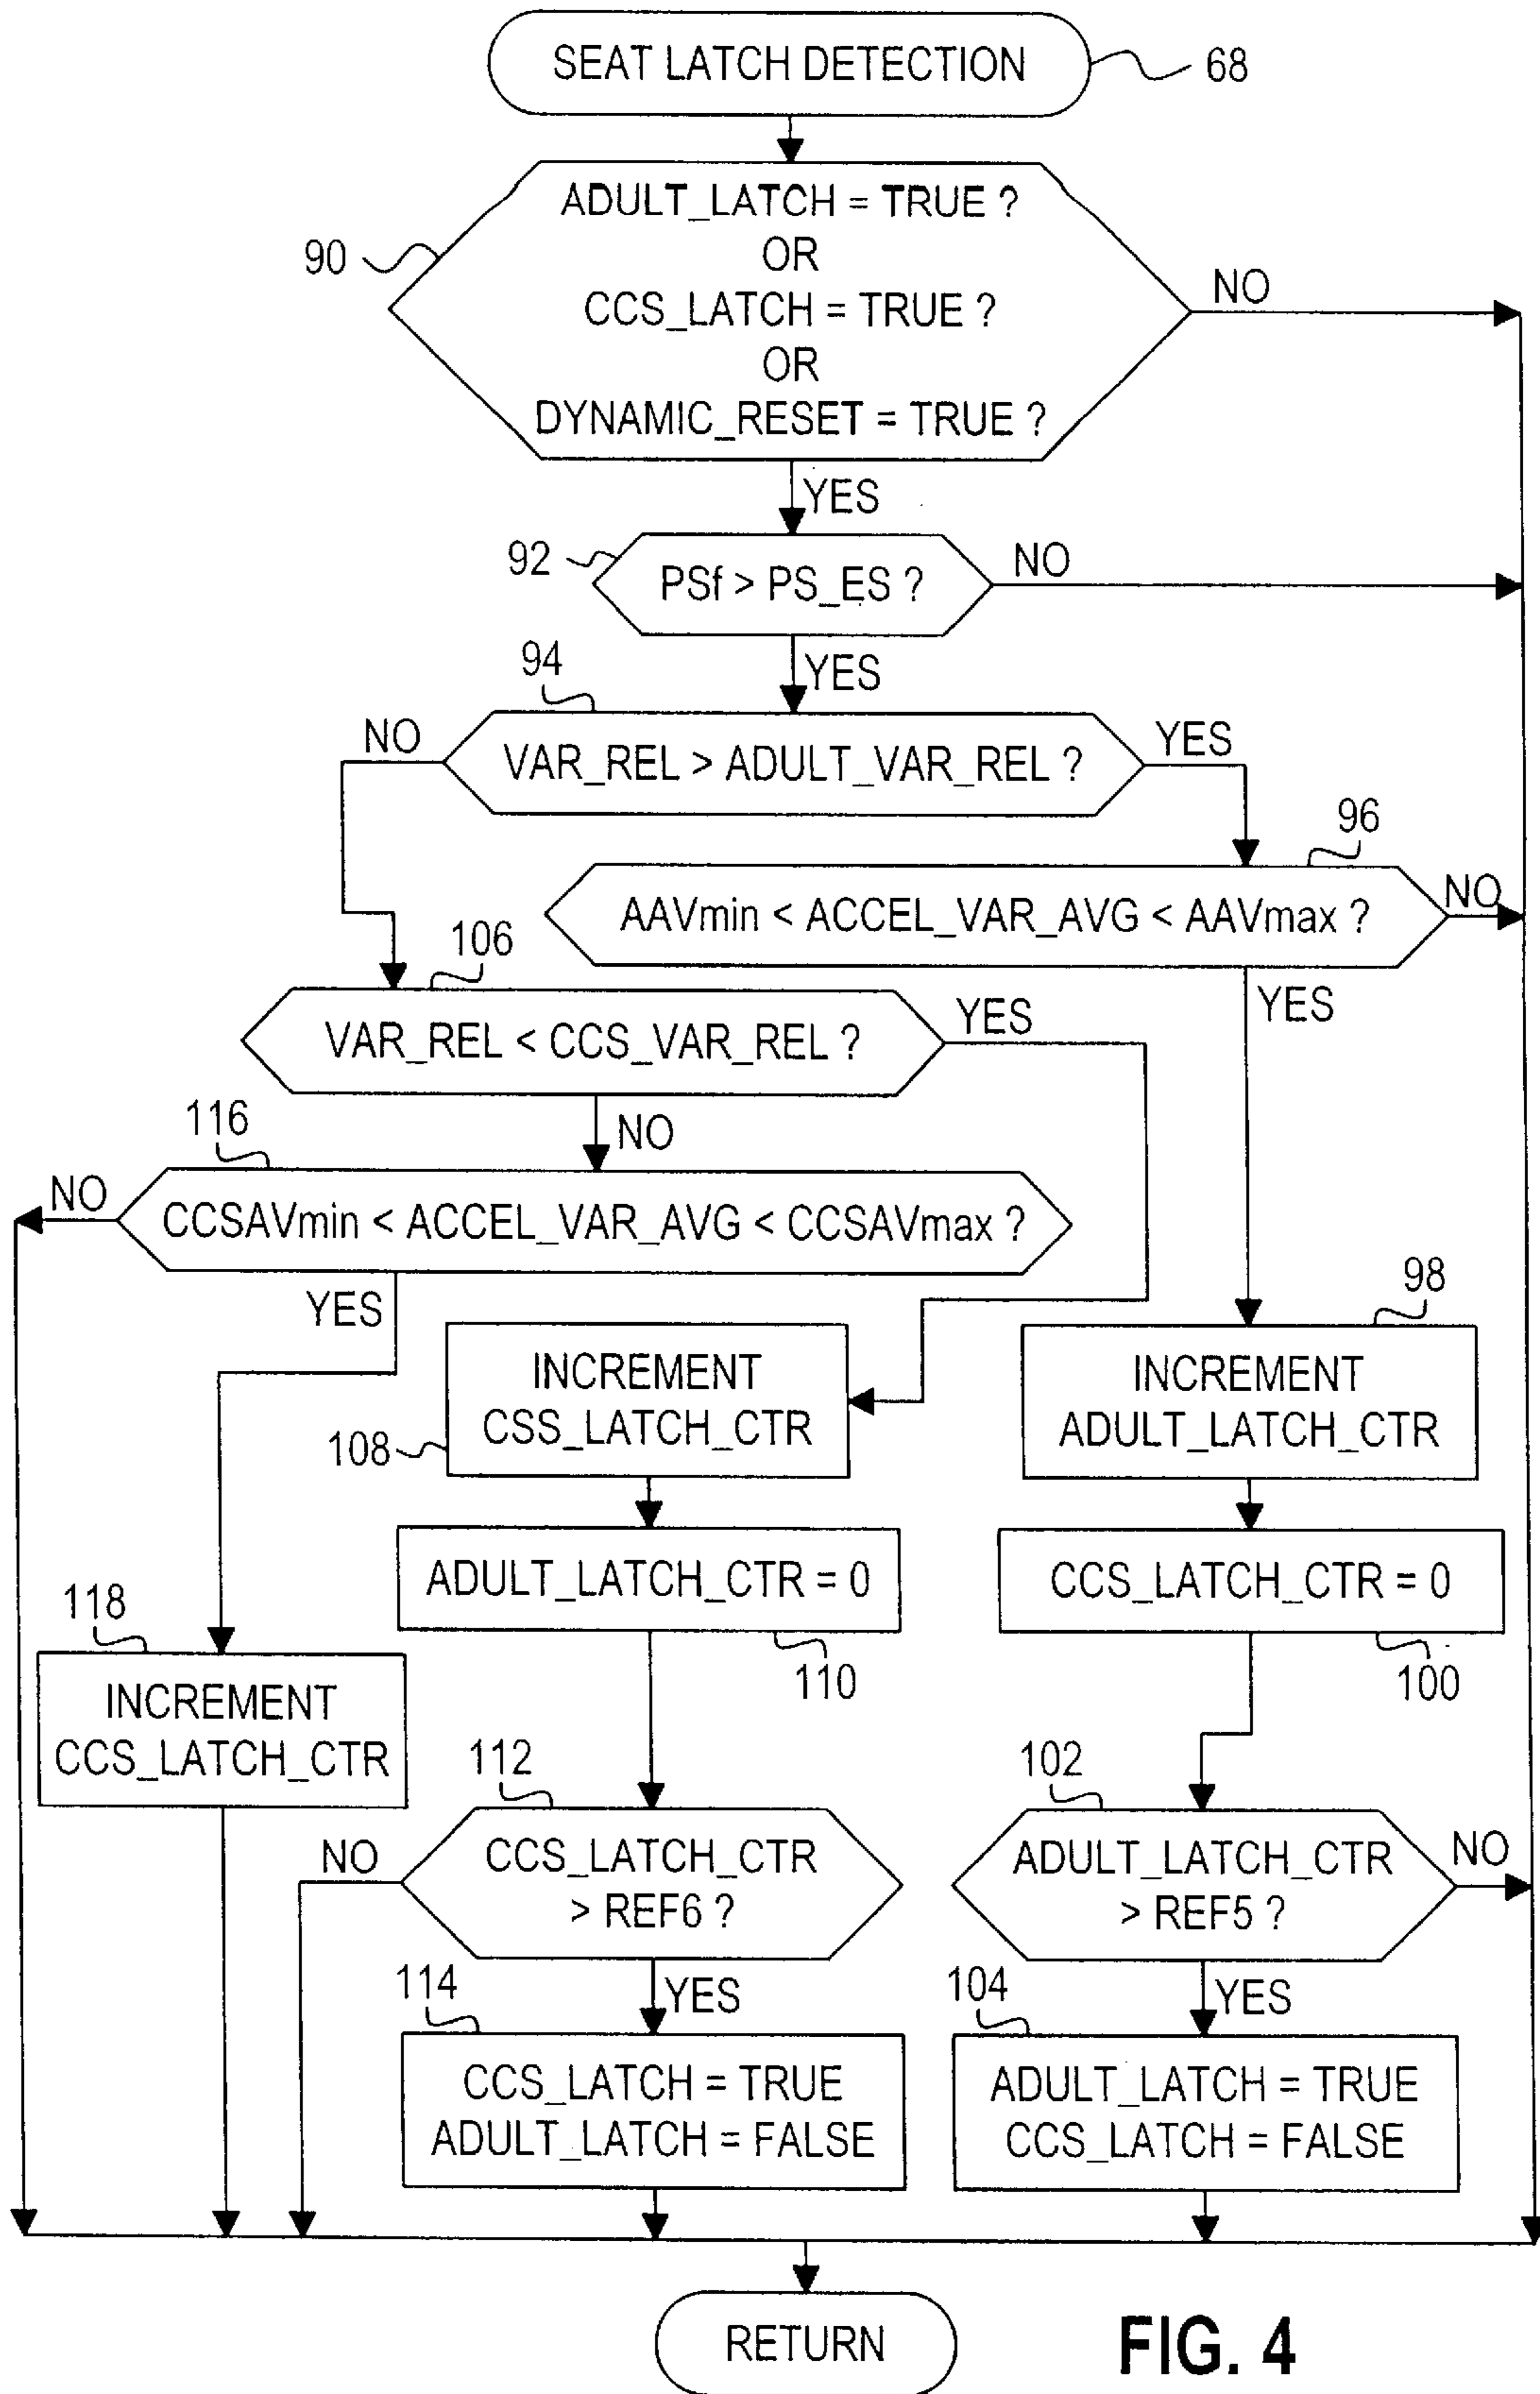 SEAT LATCH DETECTION
68
ADULT_LATCH = TRUE ?
OR
90
CCS_LATCH = TRUE ?
NO
OR
DYNAMIC_RESET = TRUE ?
YES
92
PSf > PS_ES ?
NO
YES
94
NO
VAR_REL > ADULT_VAR_REL ?
YES
96
AAVmin < ACCEL_VAR_AVG < AAVmax ?
NO
106
YES
VAR_REL < CCS_VAR_REL ?
YES
116
NO
NO
CCSAVmin < ACCEL_VAR_AVG < CCSAVmax ?
YES
98
INCREMENT
CSS_LATCH_CTR
108
INCREMENT
ADULT_LATCH_CTR
ADULT_LATCH_CTR = 0
CCS_LATCH_CTR = 0
118
110
100
INCREMENT
CCS_LATCH_CTR
112
102
NO
CCS_LATCH_CTR
> REF6 ?
ADULT_LATCH_CTR
> REF5 ?
NO
114
YES
104
YES
CCS_LATCH = TRUE
ADULT_LATCH = FALSE
ADULT_LATCH = TRUE
CCS_LATCH = FALSE
RETURN
FIG. 4